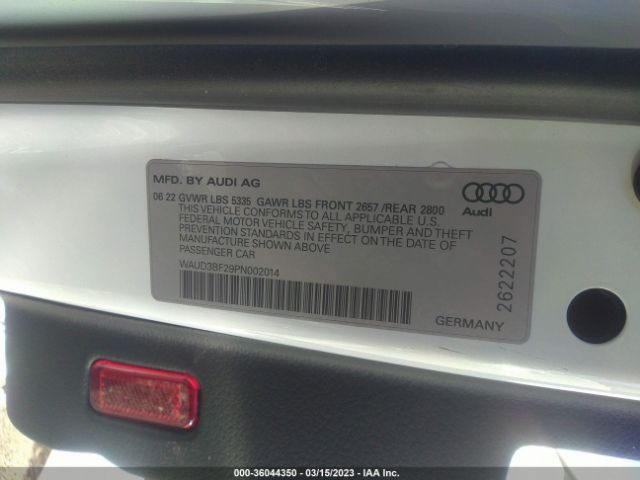 MFD. BY AUDI AG
06 22 GVWR LBS 5335 GAWR LBS FRONT 2657 /REAR 2800
THIS VEHICLE CONFORMS TO ALL APPLICABLE U.S.
FEDERAL MOTOR VEHICLE SAFETY, BUMPER AND THEFT
PREVENTION STANDARDS IN EFFECT ON THE DATE OF
MANUFACTURE SHOWN ABOVE
PASSENGER CAR
WAUD3BF29PN002014
Audi
2622207
GERMANY
000-36044350 - 03/15/2023 - IAA Inc.